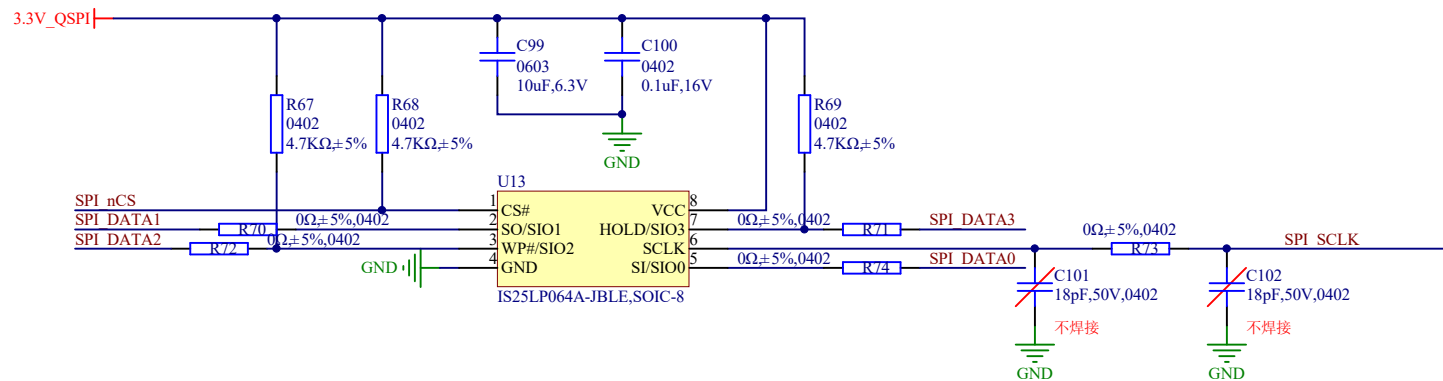 3.3V_QSPI
C99
0603
10uF,6.3V
C100
0402
0.1uF,16V
R67
0402
4.7KΩ,±5%
R68
0402
4.7KΩ,±5%
R69
0402
4.7KΩ,±5%
GND
U13
SPI_nCS
1
CS#
VCC
8
SPI_DATA1
R70
0Ω,±5%,0402
2
SO/SIO1
HOLD/SIO3
7
0Ω,±5%,0402
R71
SPI_DATA3
SPI_DATA2
R72
0Ω,±5%,0402
3
WP#/SIO2
SCLK
6
0Ω,±5%,0402
R73
SPI_SCLK
GND
4
GND
SI/SIO0
5
0Ω,±5%,0402
R74
SPI_DATA0
IS25LP064A-JBLE,SOIC-8
C101
18pF,50V,0402
不焊接
GND
C102
18pF,50V,0402
不焊接
GND